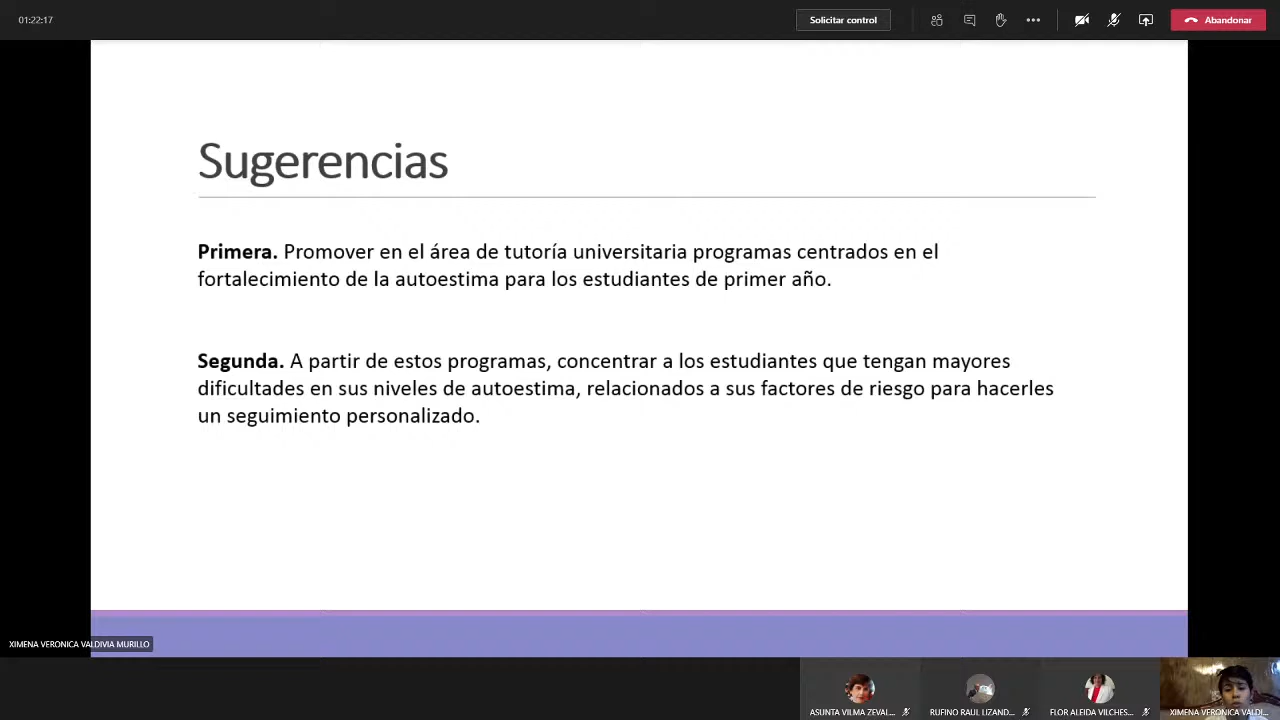 01:22:17
Solicitar control
Abandonar
Sugerencias
Primera. Promover en el área de tutoría universitaria programas centrados en el
fortalecimiento de la autoestima para los estudiantes de primer año.
Segunda. A partir de estos programas, concentrar a los estudiantes que tengan mayores
dificultades en sus niveles de autoestima, relacionados a sus factores de riesgo para hacerles
un seguimiento personalizado.
XIMENA VERONICA VALDIVIA MURILLO
ASUNTA VILMA ZEVAL...
RUFINO RAUL LIZAND...
FLOR ALEIDA VILCHES...
XIMENA VERONICA VALDI...